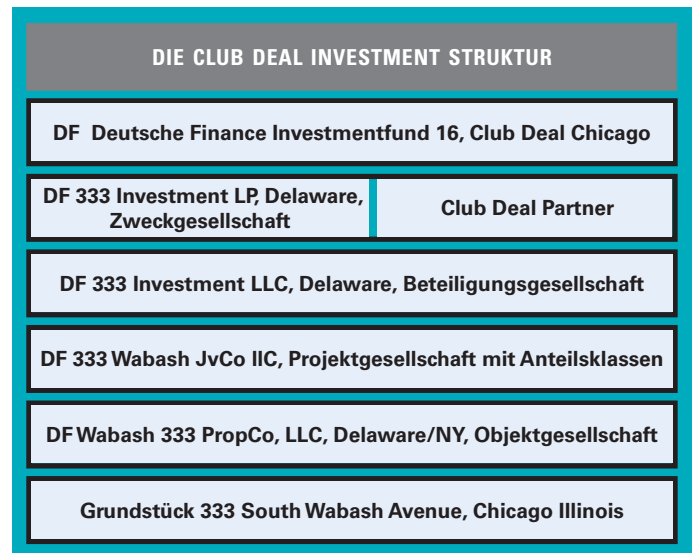 DIE CLUB DEAL INVESTMENT STRUKTUR
DF Deutsche Finance Investmentfund 16, Club Deal Chicago
DF 333 Investment LP, Delaware,
Zweckgesellschaft
Club Deal Partner
DF 333 Investment LLC, Delaware, Beteiligungsgesellschaft
DF 333 Wabash JvCo llC, Projektgesellschaft mit Anteilsklassen
DF Wabash 333 PropCo, LLC, Delaware/NY, Objektgesellschaft
Grundstück 333 South Wabash Avenue, Chicago Illinois